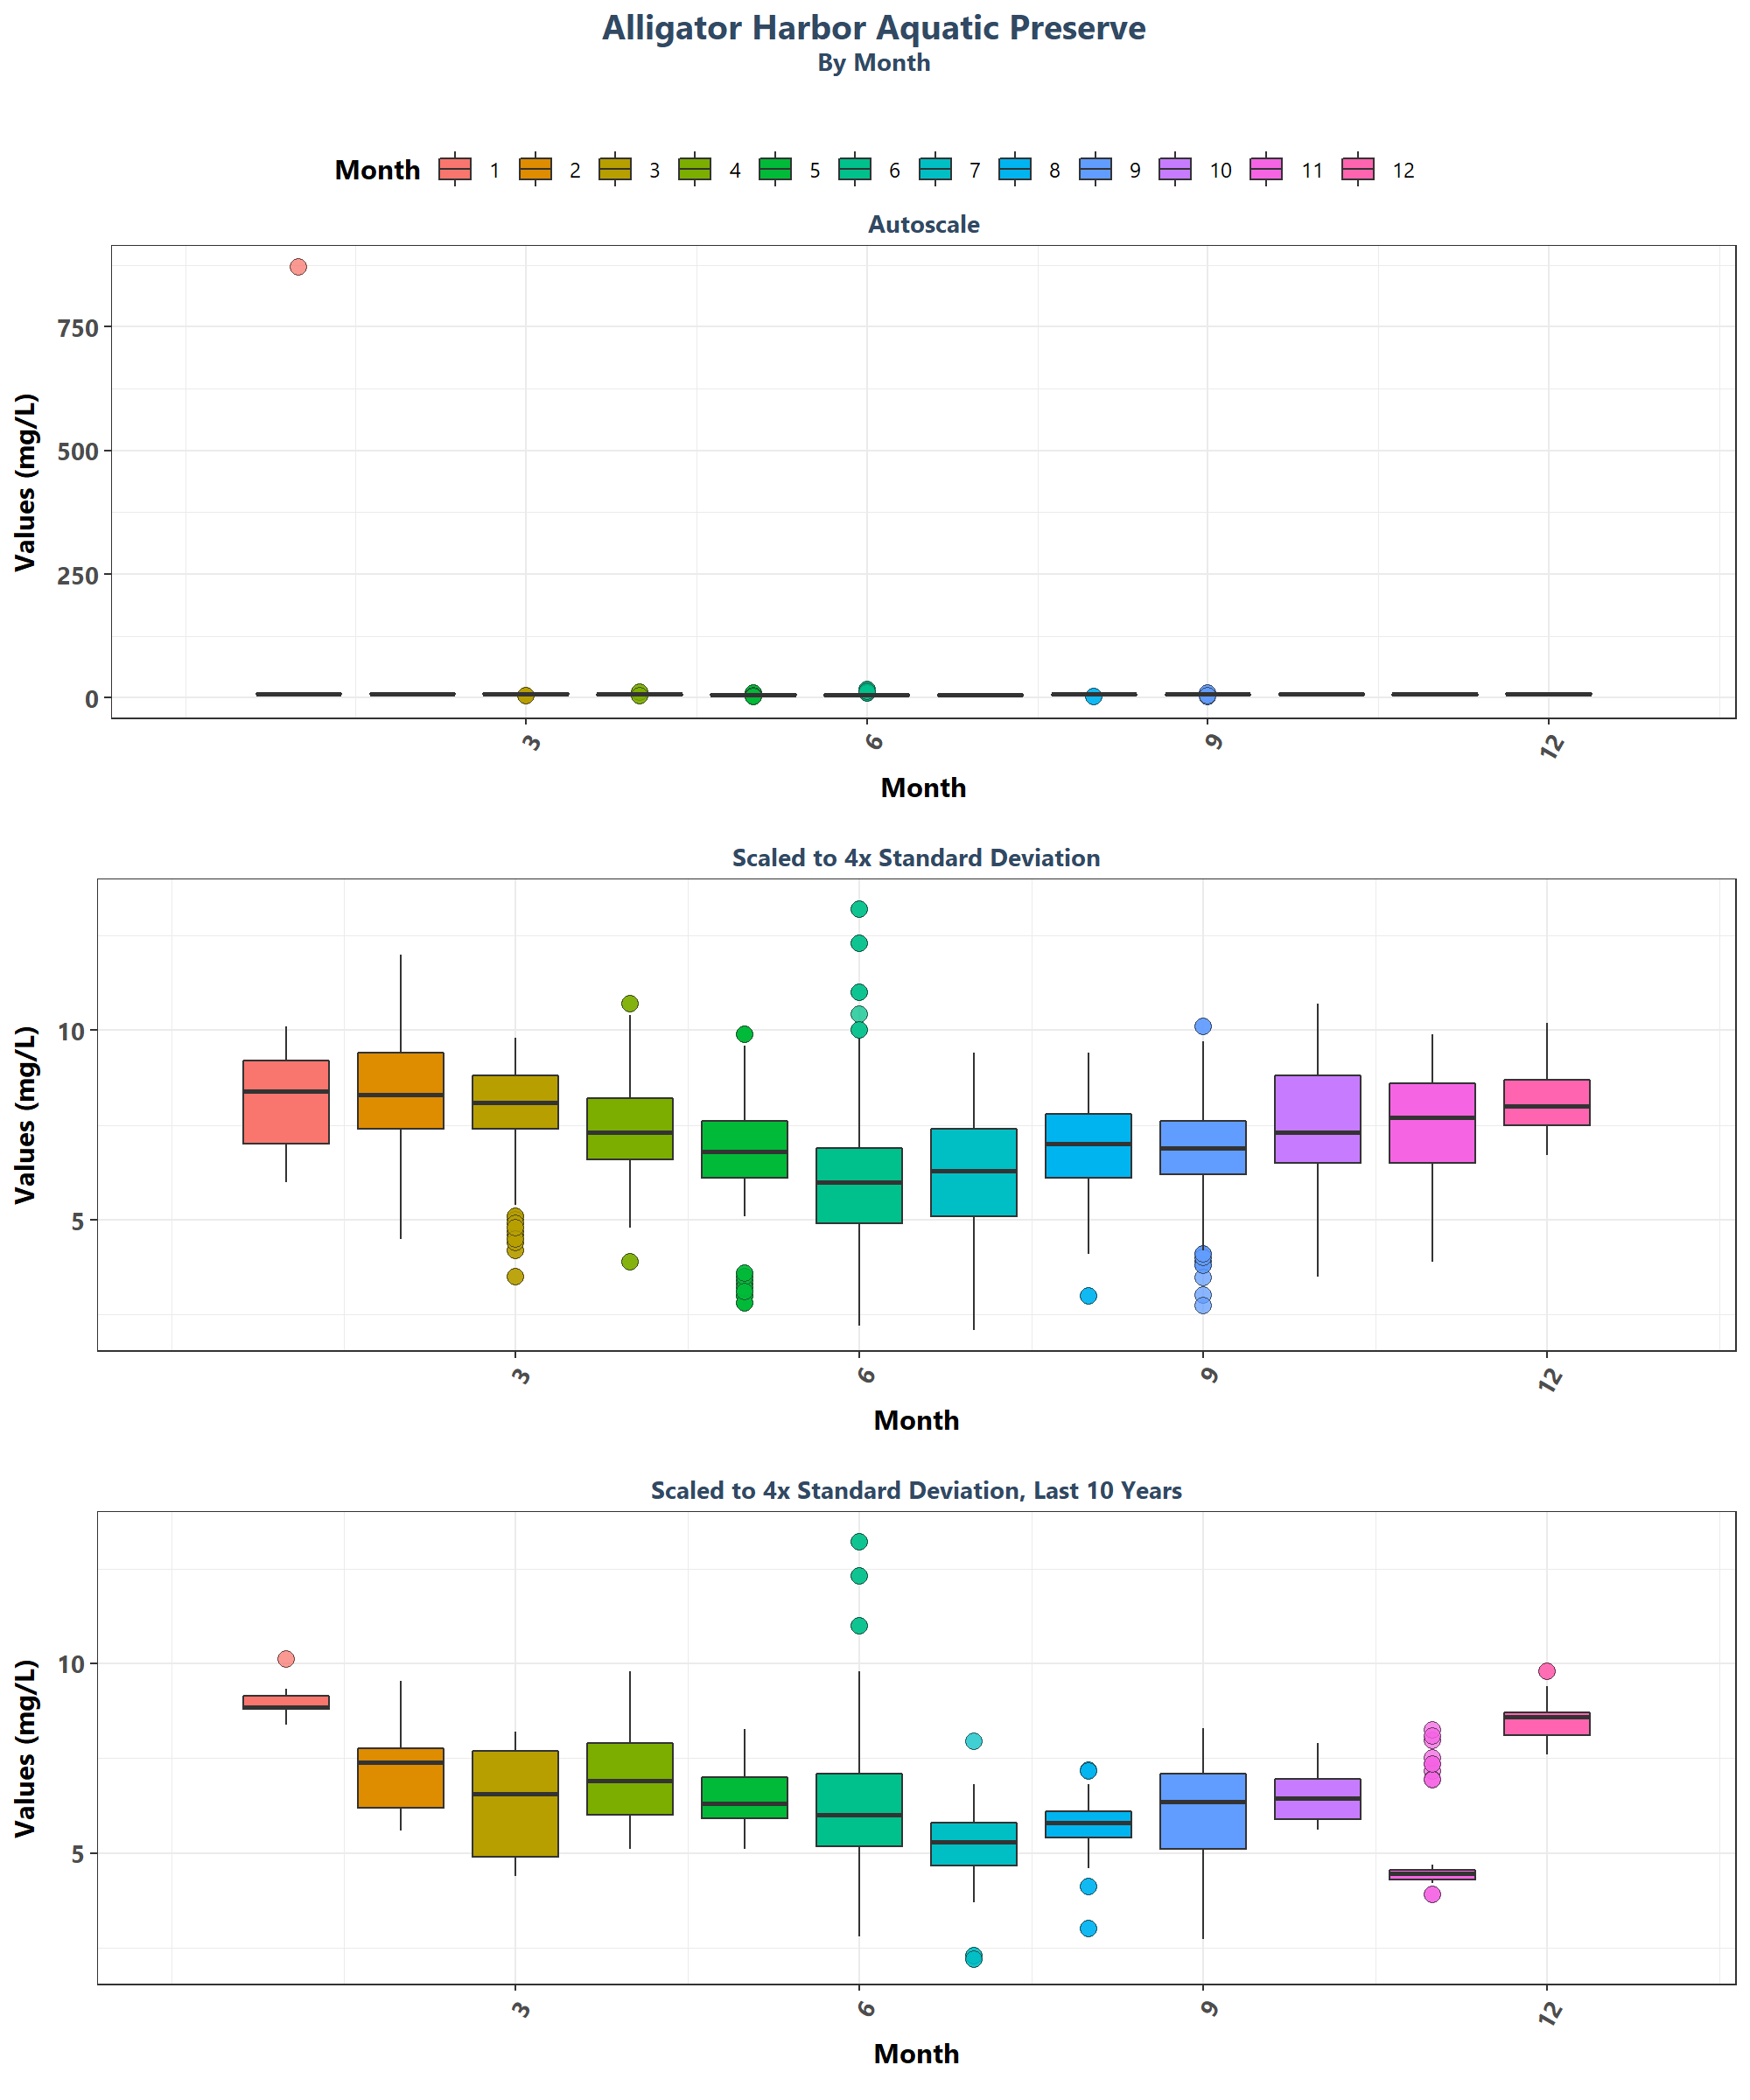 Alligator Harbor Aquatic Preserve
By Month
Month 1 2 3 4 5 6 7 8 9 10 11 12
Autoscale
Values (mg/L)
750
500
250
0
3 6 9 12
Month
Scaled to 4x Standard Deviation
Values (mg/L)
10
5
3 6 9 12
Month
Scaled to 4x Standard Deviation, Last 10 Years
Values (mg/L)
10
5
3 6 9 12
Month